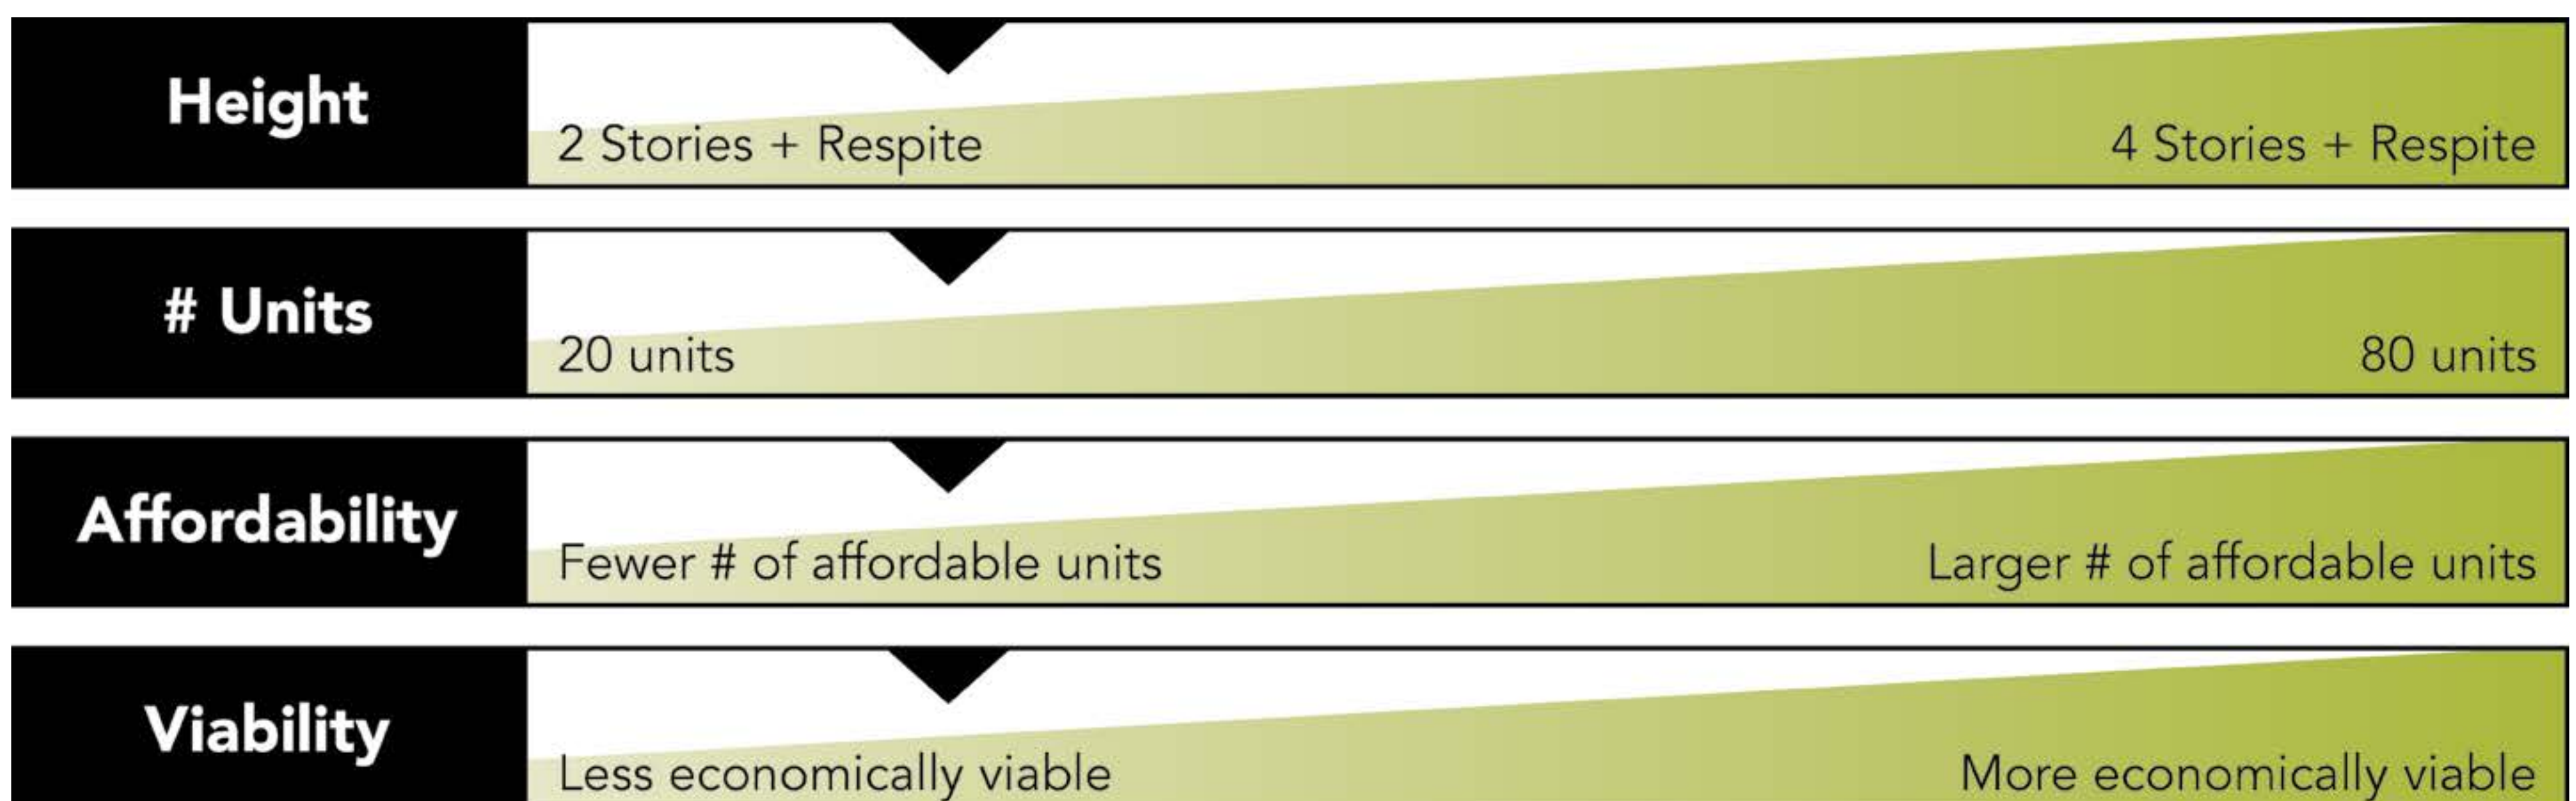 Height
2 Stories + Respite
4 Stories + Respite
# Units
20 units
80 units
Affordability
Fewer # of affordable units
Larger # of affordable units
Viability
Less economically viable
More economically viable